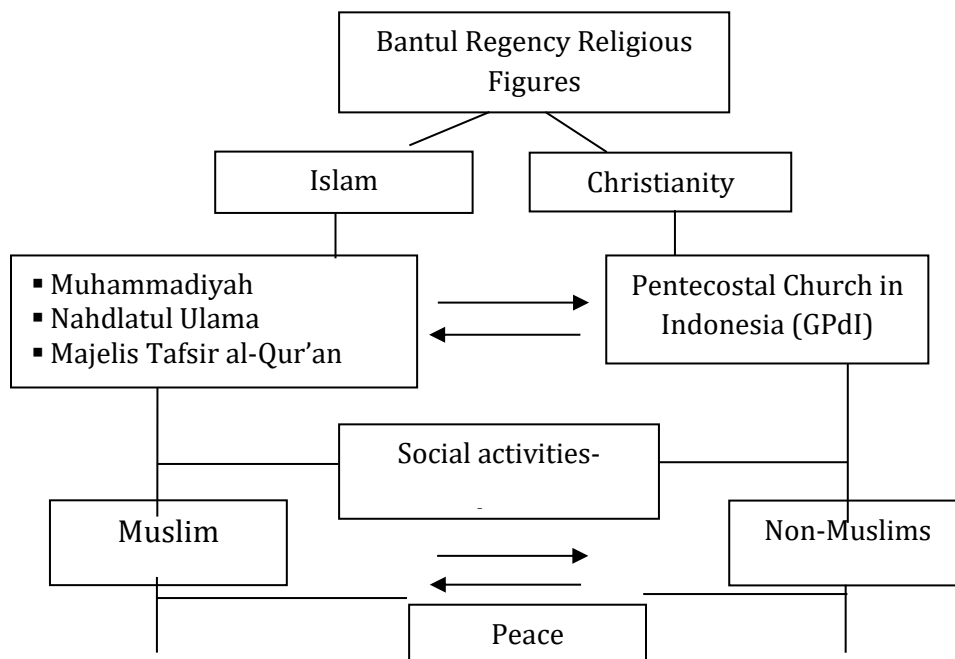 Bantul Regency Religious
Figures
Islam
Christianity
▪ Muhammadiyah
▪ Nahdlatul Ulama
▪ Majelis Tafsir al-Qur’an
Pentecostal Church in
Indonesia (GPdI)
Social activities-
Muslim
Non-Muslims
Peace